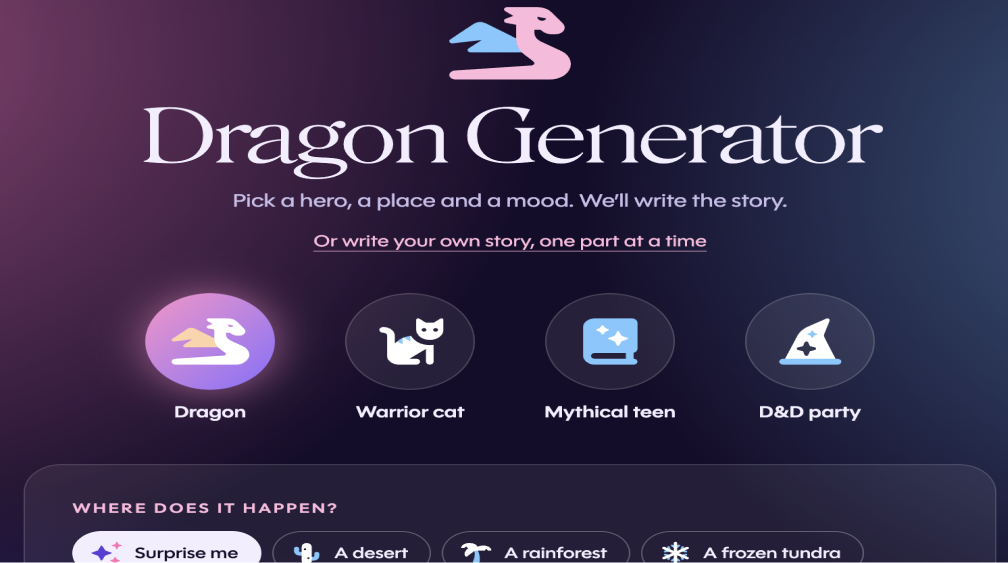 Dragon Generator
Pick a hero, a place and a mood. We’ll write the story.
Or write your own story, one part at a time
Dragon
Warrior cat
Mythical teen
D&D party
WHERE DOES IT HAPPEN?
Surprise me
A desert
A rainforest
A frozen tundra